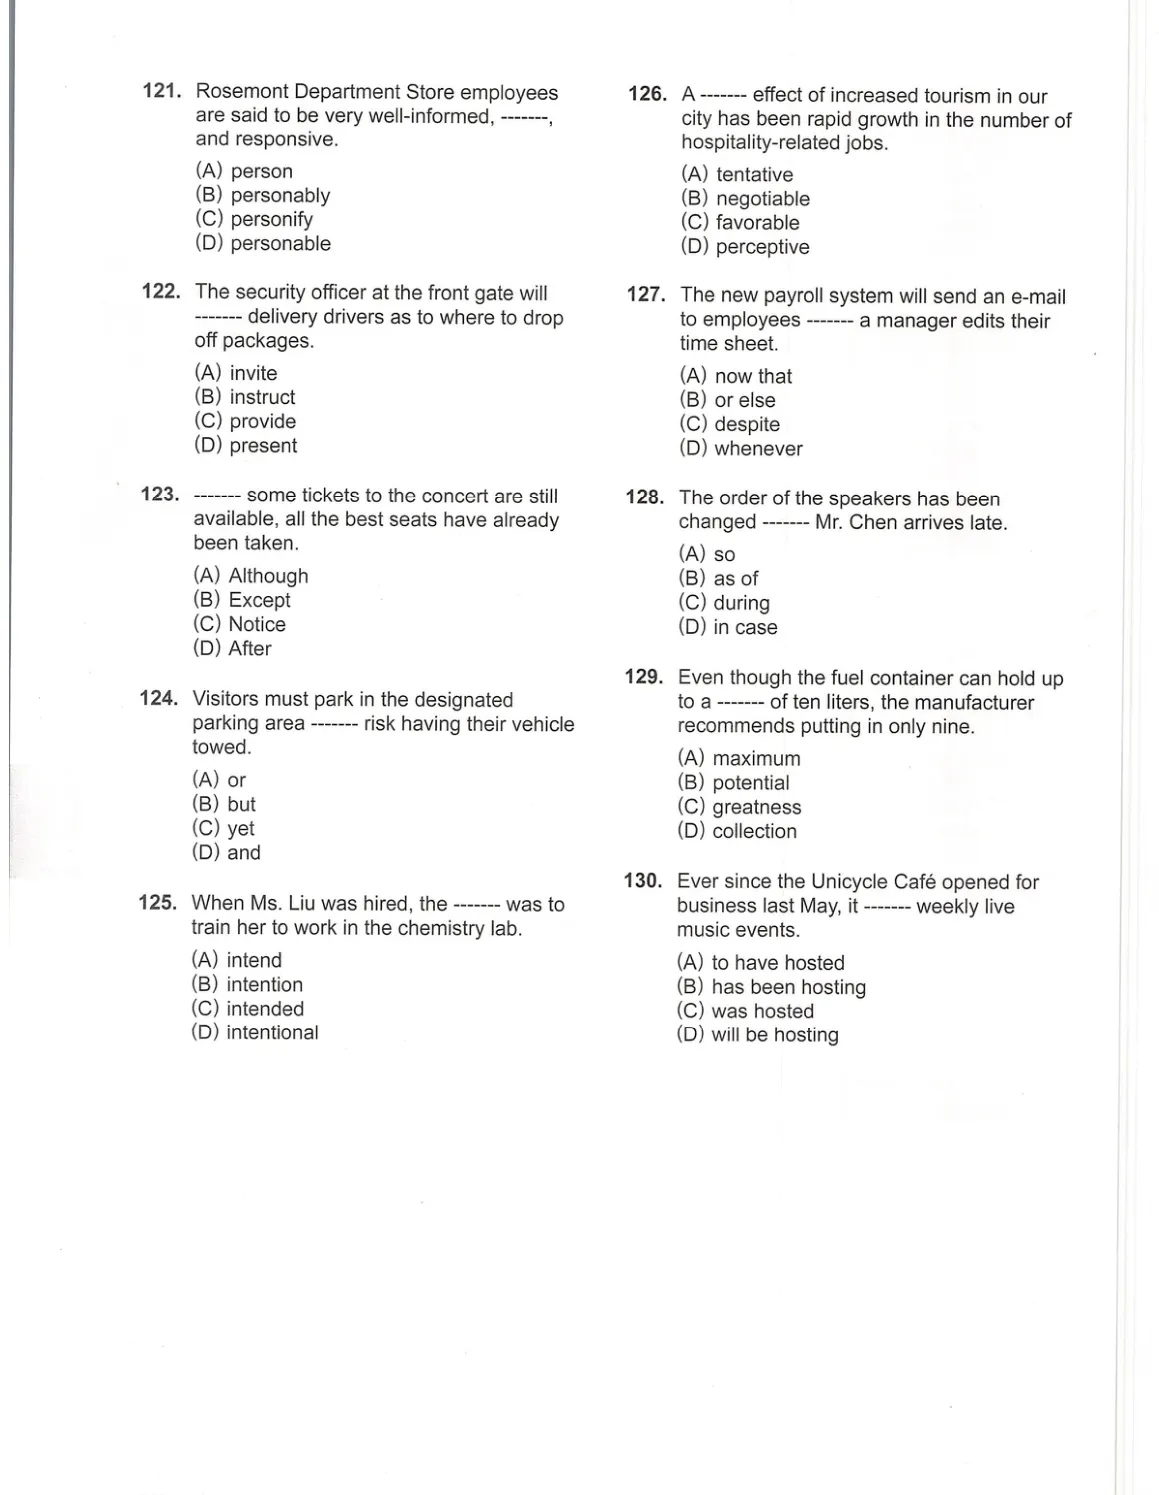 121. Rosemont Department Store employees
are said to be very well-informed, -------,
and responsive.
(A) person
(B) personably
(C) personify
(D) personable
122. The security officer at the front gate will
------- delivery drivers as to where to drop
off packages.
(A) invite
(B) instruct
(C) provide
(D) present
123. ------- some tickets to the concert are still
available, all the best seats have already
been taken.
(A) Although
(B) Except
(C) Notice
(D) After
124. Visitors must park in the designated
parking area ------- risk having their vehicle
towed.
(A) or
(B) but
(C) yet
(D) and
125. When Ms. Liu was hired, the ------- was to
train her to work in the chemistry lab.
(A) intend
(B) intention
(C) intended
(D) intentional
126. A ------- effect of increased tourism in our
city has been rapid growth in the number of
hospitality-related jobs.
(A) tentative
(B) negotiable
(C) favorable
(D) perceptive
127. The new payroll system will send an e-mail
to employees ------- a manager edits their
time sheet.
(A) now that
(B) or else
(C) despite
(D) whenever
128. The order of the speakers has been
changed ------- Mr. Chen arrives late.
(A) so
(B) as of
(C) during
(D) in case
129. Even though the fuel container can hold up
to a ------- of ten liters, the manufacturer
recommends putting in only nine.
(A) maximum
(B) potential
(C) greatness
(D) collection
130. Ever since the Unicycle Café opened for
business last May, it ------- weekly live
music events.
(A) to have hosted
(B) has been hosting
(C) was hosted
(D) will be hosting